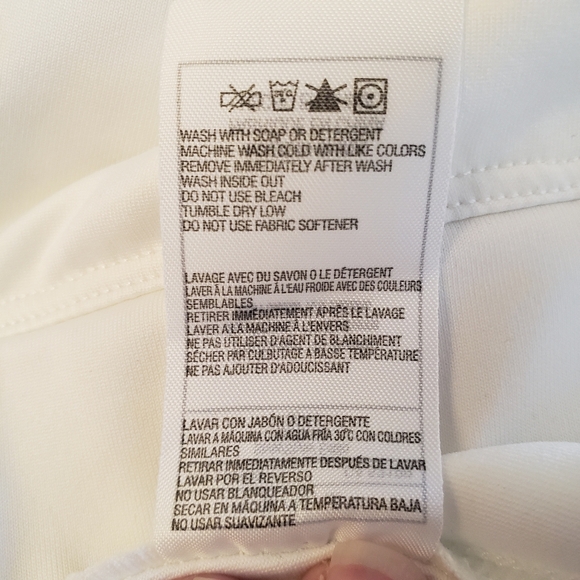 WASH WITH SOAP OR DETERGENT
MACHINE WASH COLD WITH LIKE COLORS
REMOVE IMMEDIATELY AFTER WASH
WASH INSIDE OUT
DO NOT USE BLEACH
TUMBLE DRY LOW
DO NOT USE FABRIC SOFTENER
LAVAGE AVEC DU SAVON O LE DÉTERGENT
LAVER À LA MACHINE À L'EAU FROIDE AVEC DES COULEURS
SEMBLABLES
RETIRER IMMÉDIATEMENT APRÈS LE LAVAGE
LAVER A LA MACHINE À L'ENVERS
NE PAS UTILISER D'AGENT DE BLANCHIMENT
SÉCHER PAR CULBUTAGE A BASSE TEMPÉRATURE
NE PAS AJOUTER D'ADOUCISSANT
LAVAR CON JABÓN O DETERGENTE
LAVAR A MÁQUINA CON AGUA FRÍA 30°C CON COLORES
SIMILARES
RETIRAR INMEDIATAMENTE DESPUÉS DE LAVAR
LAVAR POR EL REVERSO
NO USAR BLANQUEADOR
SECAR EN MÁQUINA A TEMPERATURA BAJA
NO USAR SUAVIZANTE